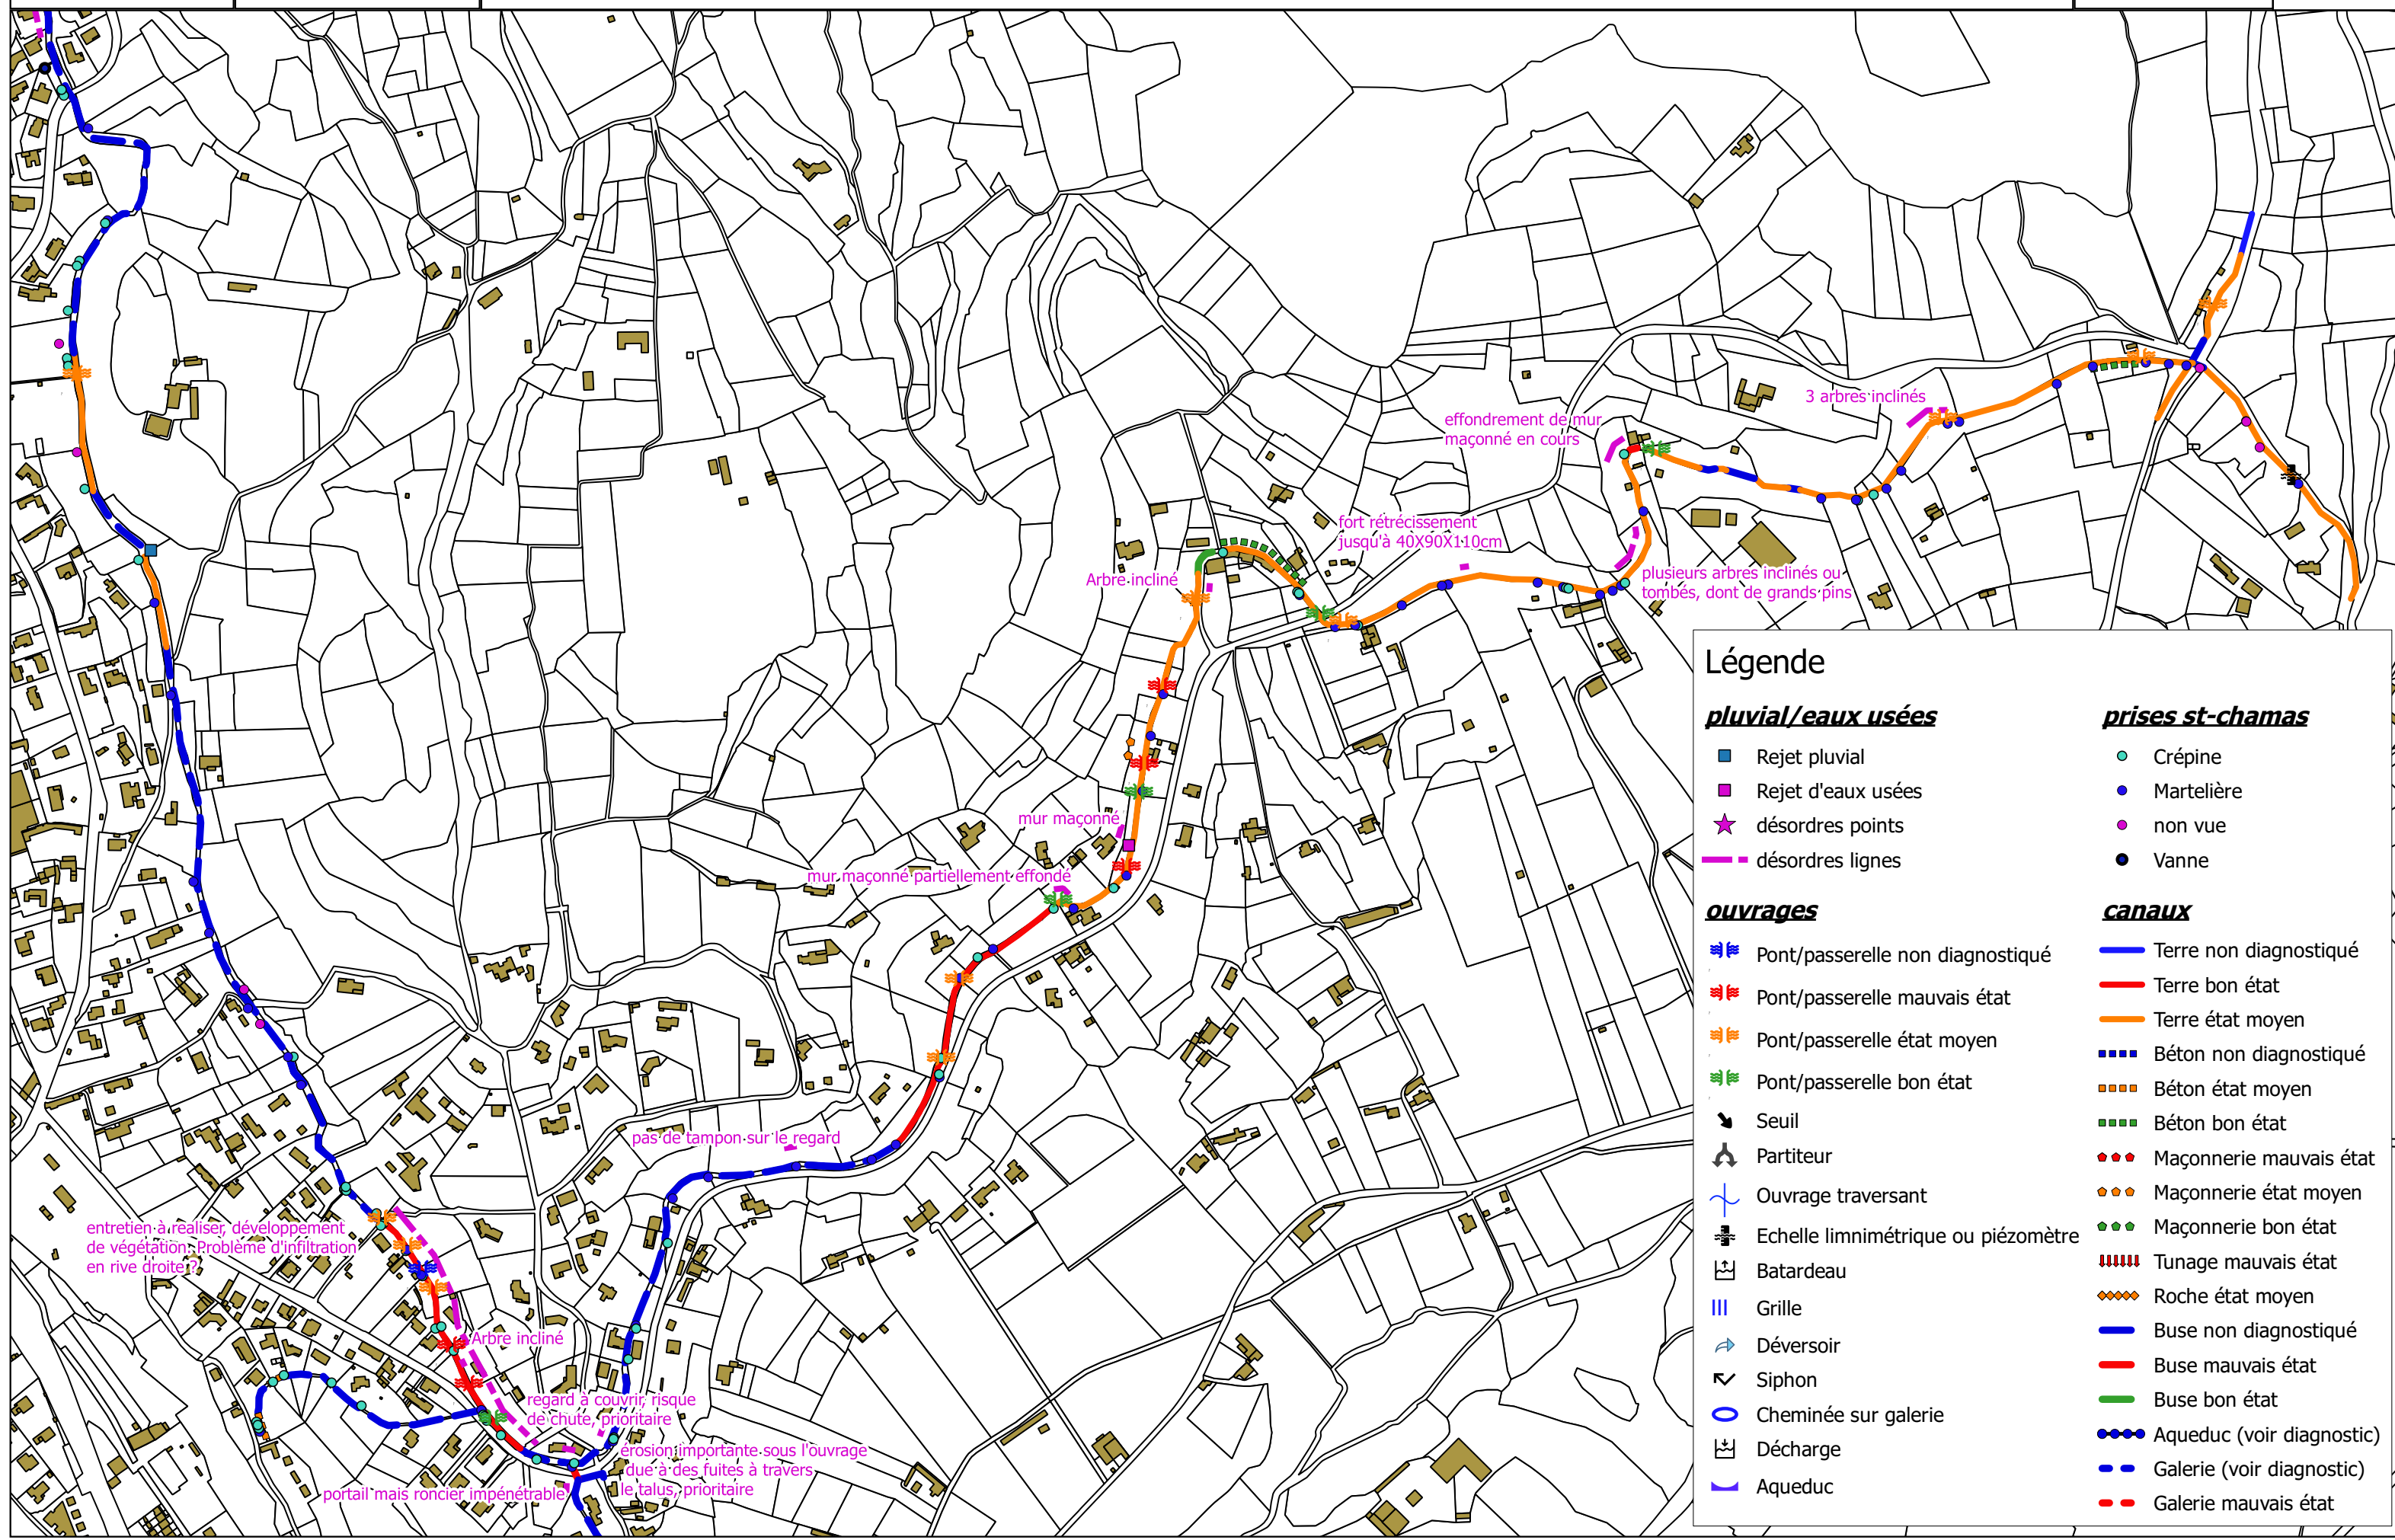 3 arbres inclinés
effondrement de mur
maçonné en cours
fort rétrécissement
jusqu'à 40X90X110cm
Arbre incliné
plusieurs arbres inclinés ou
tombés, dont de grands pins
mur maçonné
mur maçonné partiellement effondé
pas de tampon sur le regard
entretien à realiser, développement
de végétation. Problème d'infiltration
en rive droite ?
Arbre incliné
regard à couvrir, risque
de chute, prioritaire
érosion importante sous l'ouvrage
due à des fuites à travers
le talus, prioritaire
portail mais roncier impénétrable
Légende
pluvial/eaux usées
Rejet pluvial
Rejet d'eaux usées
désordres points
désordres lignes
ouvrages
Pont/passerelle non diagnostiqué
Pont/passerelle mauvais état
Pont/passerelle état moyen
Pont/passerelle bon état
Seuil
Partiteur
Ouvrage traversant
Echelle limnimétrique ou piézomètre
Batardeau
Grille
Déversoir
Siphon
Cheminée sur galerie
Décharge
Aqueduc
prises st-chamas
Crépine
Martelière
non vue
Vanne
canaux
Terre non diagnostiqué
Terre bon état
Terre état moyen
Béton non diagnostiqué
Béton état moyen
Béton bon état
Maçonnerie mauvais état
Maçonnerie état moyen
Maçonnerie bon état
Tunage mauvais état
Roche état moyen
Buse non diagnostiqué
Buse mauvais état
Buse bon état
Aqueduc (voir diagnostic)
Galerie (voir diagnostic)
Galerie mauvais état